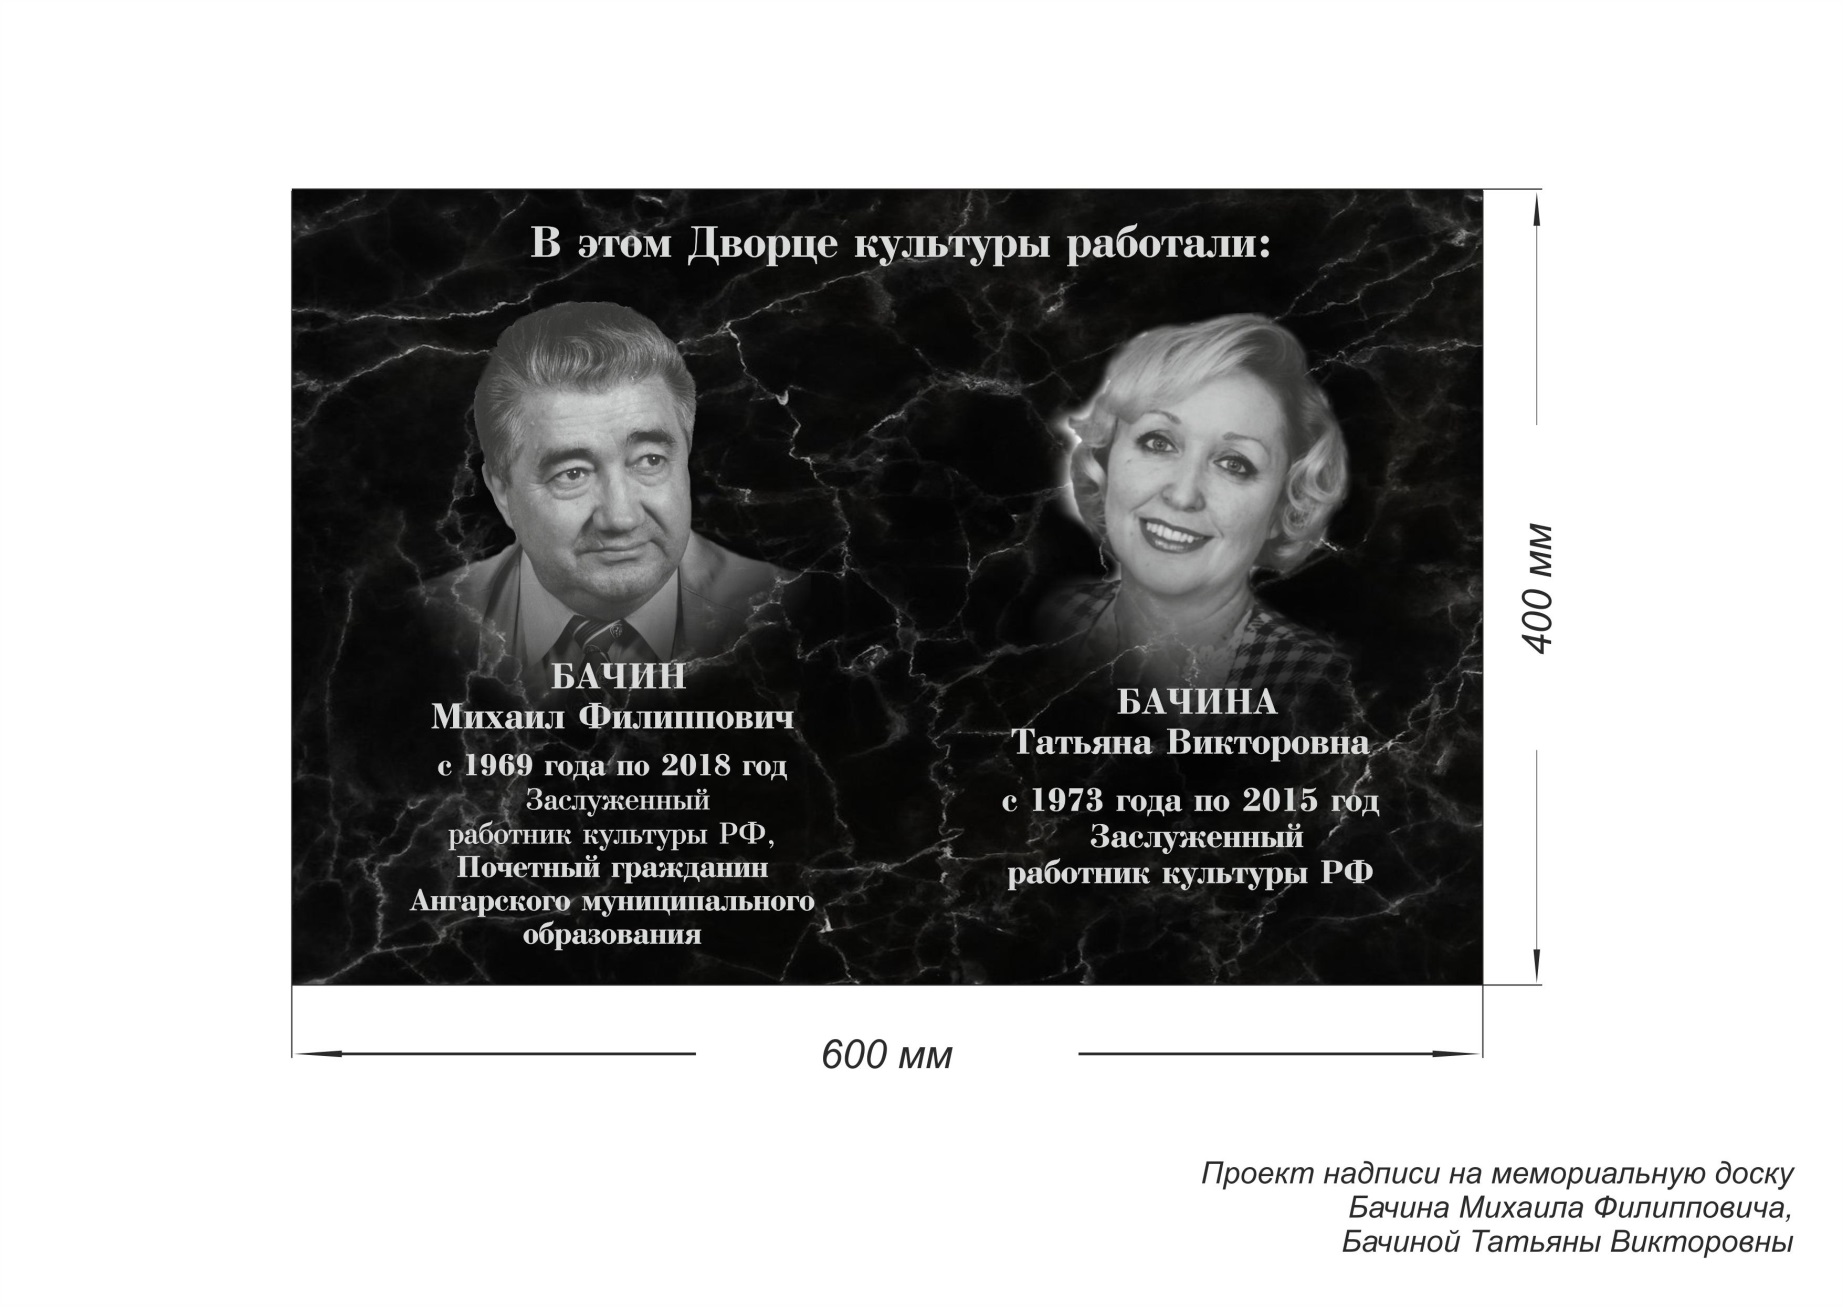 В этом Дворце культуры работали:
БАЧИН
Михаил Филиппович
с 1969 года по 2018 год
Заслуженный
работник культуры РФ,
Почетный гражданин
Ангарского муниципального
образования
БАЧИНА
Татьяна Викторовна
с 1973 года по 2015 год
Заслуженный
работник культуры РФ
400 мм
600 мм
Проект надписи на мемориальную доску
Бачина Михаила Филипповича,
Бачиной Татьяны Викторовны